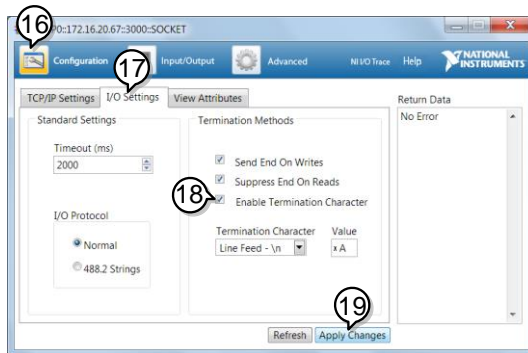 16
0::172.16.20.67::3000::SOCKET
Configuration
17
Input/Output
Advanced
NI I/O Trace
Help
NATIONAL
INSTRUMENTS
TCP/IP Settings
I/O Settings
View Attributes
Return Data
Standard Settings
Termination Methods
No Error
Timeout (ms)
2000
Send End On Writes
Suppress End On Reads
18
Enable Termination Character
I/O Protocol
Termination Character
Value
Normal
Line Feed - \n
x A
488.2 Strings
19
Refresh
Apply Changes